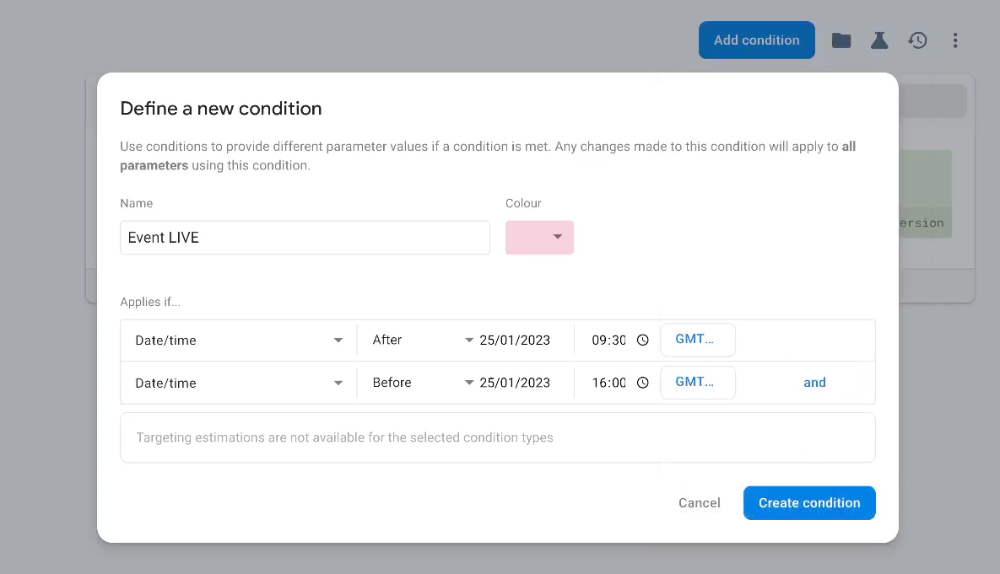 Add condition
Define a new condition
Use conditions to provide different parameter values if a condition is met. Any changes made to this condition will apply to all
parameters using this condition.
Name
Colour
Event LIVE
ersion
Applies if...
Date/time After 25/01/2023 09:30 GMT...
Date/time Before 25/01/2023 16:00 GMT... and
Targeting estimations are not available for the selected condition types
Cancel
Create condition